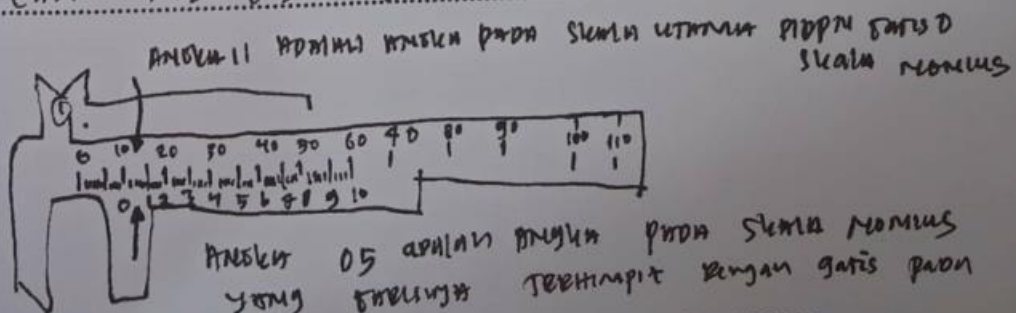 ANGKA 11 ADALAH ANGKA PADA SKALA UTAMA PADA GARIS 0
SKALA NONIUS
0 10 20 30 40 50 60 40 80 90 100 110
0 1 2 3 4 5 6 7 8 9 10
ANGKA 05 adalah angka PADA SKALA NONIUS
YANG TERHIMPIT dengan garis pada